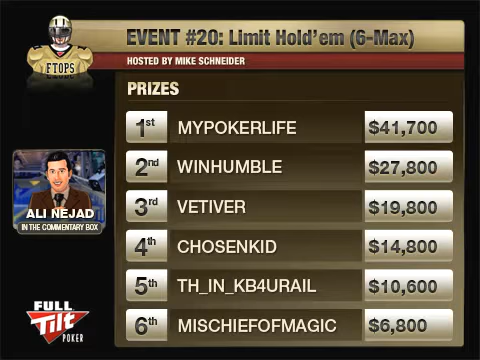 EVENT #20: Limit Hold'em (6-Max)
FTOPS
HOSTED BY MIKE SCHNEIDER
PRIZES
1st MYPOKERLIFE $41,700
2nd WINHUMBLE $27,800
3rd VETIVER $19,800
4th CHOSENKID $14,800
5th TH_IN_KB4URAIL $10,600
6th MISCHIEFOFMAGIC $6,800
ALI NEJAD
IN THE COMMENTARY BOX
FULL
Tilt
POKER